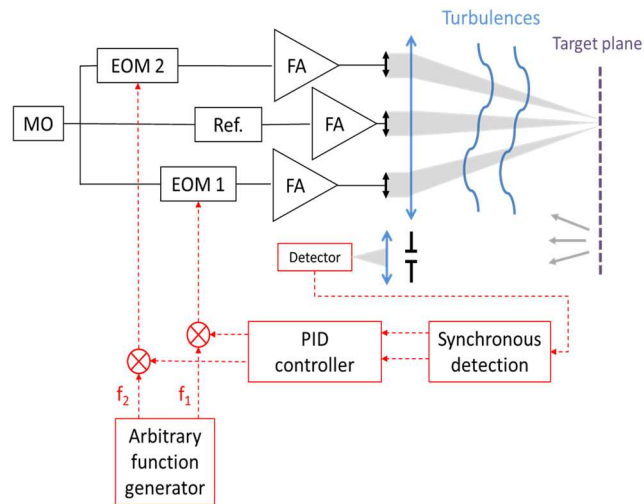 Turbulences
Target plane
EOM 2
FA
MO
Ref.
FA
EOM 1
FA
Detector
PID
controller
Synchronous
detection
f2
f1
Arbitrary
function
generator